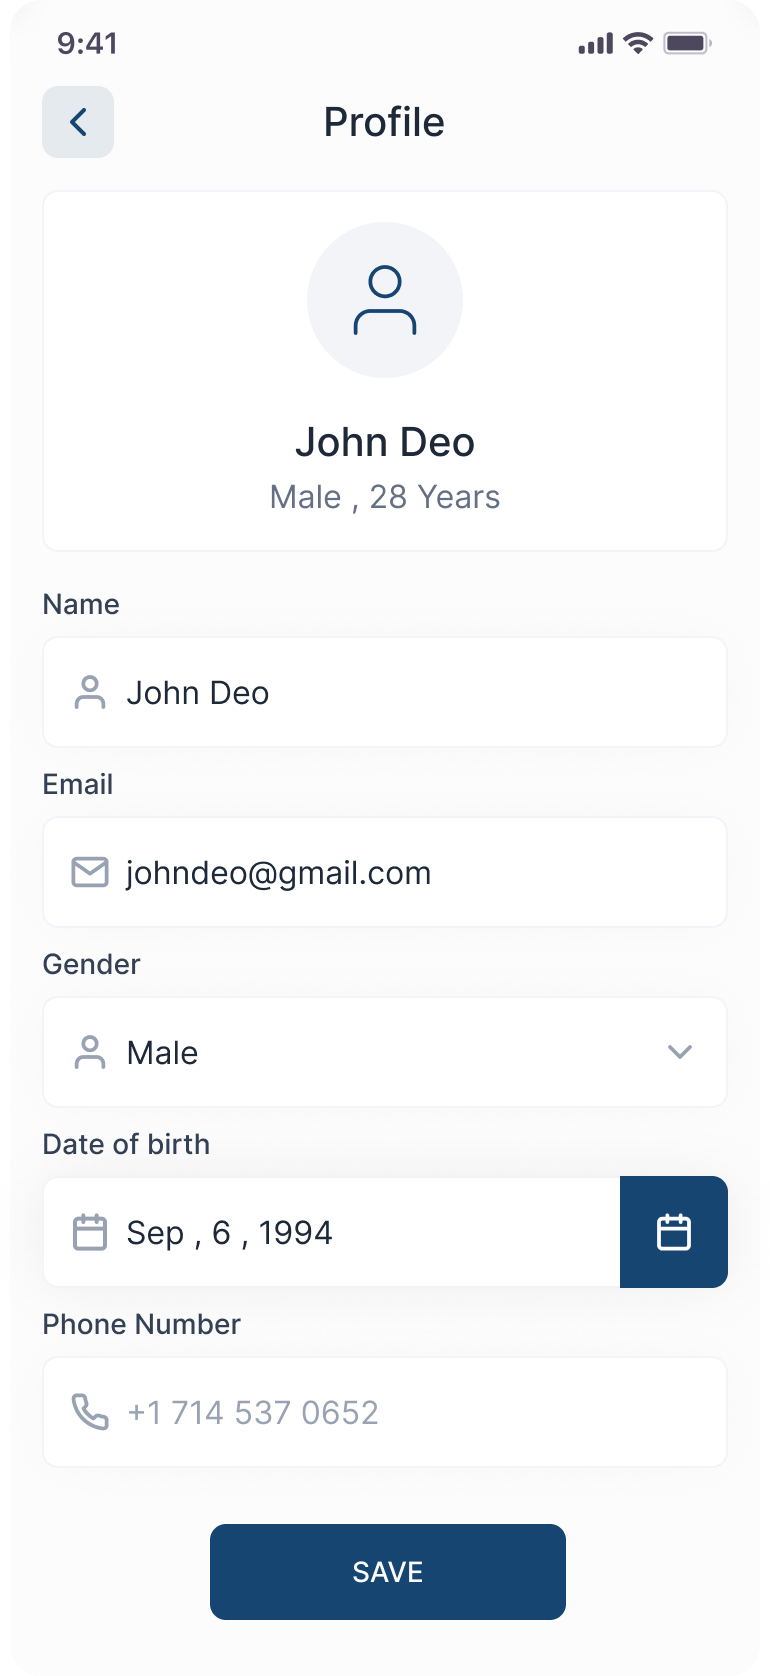 9:41
Profile
John Deo
Male , 28 Years
Name
John Deo
Email
johndeo@gmail.com
Gender
Male
Date of birth
Sep , 6 , 1994
Phone Number
+1 714 537 0652
SAVE